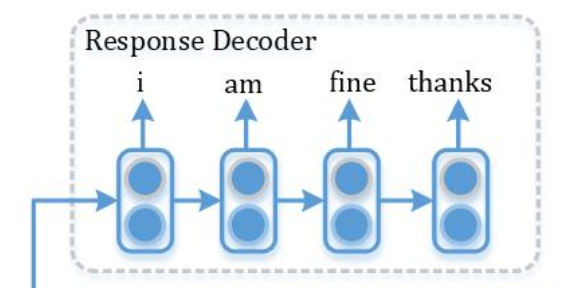 Response Decoder
i am fine thanks